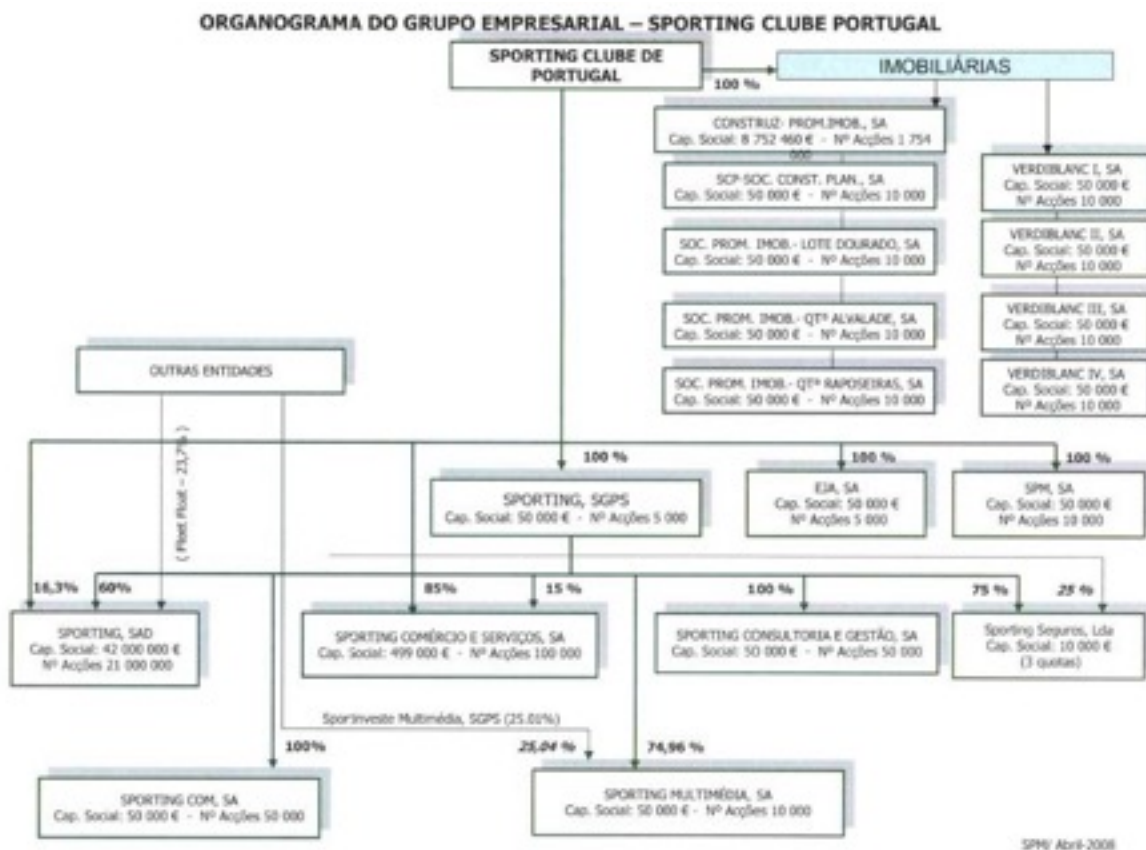 ORGANOGRAMA DO GRUPO EMPRESARIAL – SPORTING CLUBE PORTUGAL
SPORTING CLUBE DE
PORTUGAL
100 %
IMOBILIÁRIAS
CONSTRUZ- PROM.IMOB., SA
Cap. Social: 8 752 460 € - Nº Acções 1 754
000
SCP-SOC. CONST. PLAN., SA
Cap. Social: 50 000 € - Nº Acções 10 000
SOC. PROM. IMOB.- LOTE DOURADO, SA
Cap. Social: 50 000 € - Nº Acções 10 000
SOC. PROM. IMOB.- QTª ALVALADE, SA
Cap. Social: 50 000 € - Nº Acções 10 000
SOC. PROM. IMOB.- QTª RAPOSEIRAS, SA
Cap. Social: 50 000 € - Nº Acções 10 000
VERDIBLANC I, SA
Cap. Social: 50 000 €
Nº Acções 10 000
VERDIBLANC II, SA
Cap. Social: 50 000 €
Nº Acções 10 000
VERDIBLANC III, SA
Cap. Social: 50 000 €
Nº Acções 10 000
VERDIBLANC IV, SA
Cap. Social: 50 000 €
Nº Acções 10 000
OUTRAS ENTIDADES
Float – 23,7% )
100 %
100 %
100 %
SPORTING, SGPS
Cap. Social: 50 000 € - Nº Acções 5 000
EJA, SA
Cap. Social: 50 000 €
Nº Acções 5 000
SPM, SA
Cap. Social: 50 000 €
Nº Acções 10 000
16,3%
60%
85%
15 %
100 %
75 %
25 %
SPORTING, SAD
Cap. Social: 42 000 000 €
Nº Acções 21 000 000
SPORTING COMÉRCIO E SERVIÇOS, SA
Cap. Social: 499 000 € - Nº Acções 100 000
SPORTING CONSULTORIA E GESTÃO, SA
Cap. Social: 50 000 € - Nº Acções 50 000
Sporting Seguros, Lda
Cap. Social: 10 000 €
(3 quotas)
Sportinveste Multimédia, SGPS (25.01%)
100%
25,04 %
74,96 %
SPORTING COM, SA
Cap. Social: 50 000 € - Nº Acções 50 000
SPORTING MULTIMÉDIA, SA
Cap. Social: 50 000 € - Nº Acções 10 000
SPM/ Abril-2008